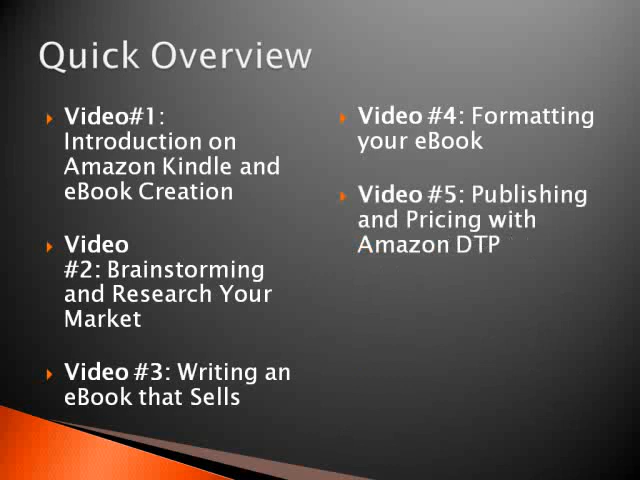 Quick Overview
Video#1:
Introduction on
Amazon Kindle and
eBook Creation
Video
#2: Brainstorming
and Research Your
Market
Video #3: Writing an
eBook that Sells
Video #4: Formatting
your eBook
Video #5: Publishing
and Pricing with
Amazon DTP